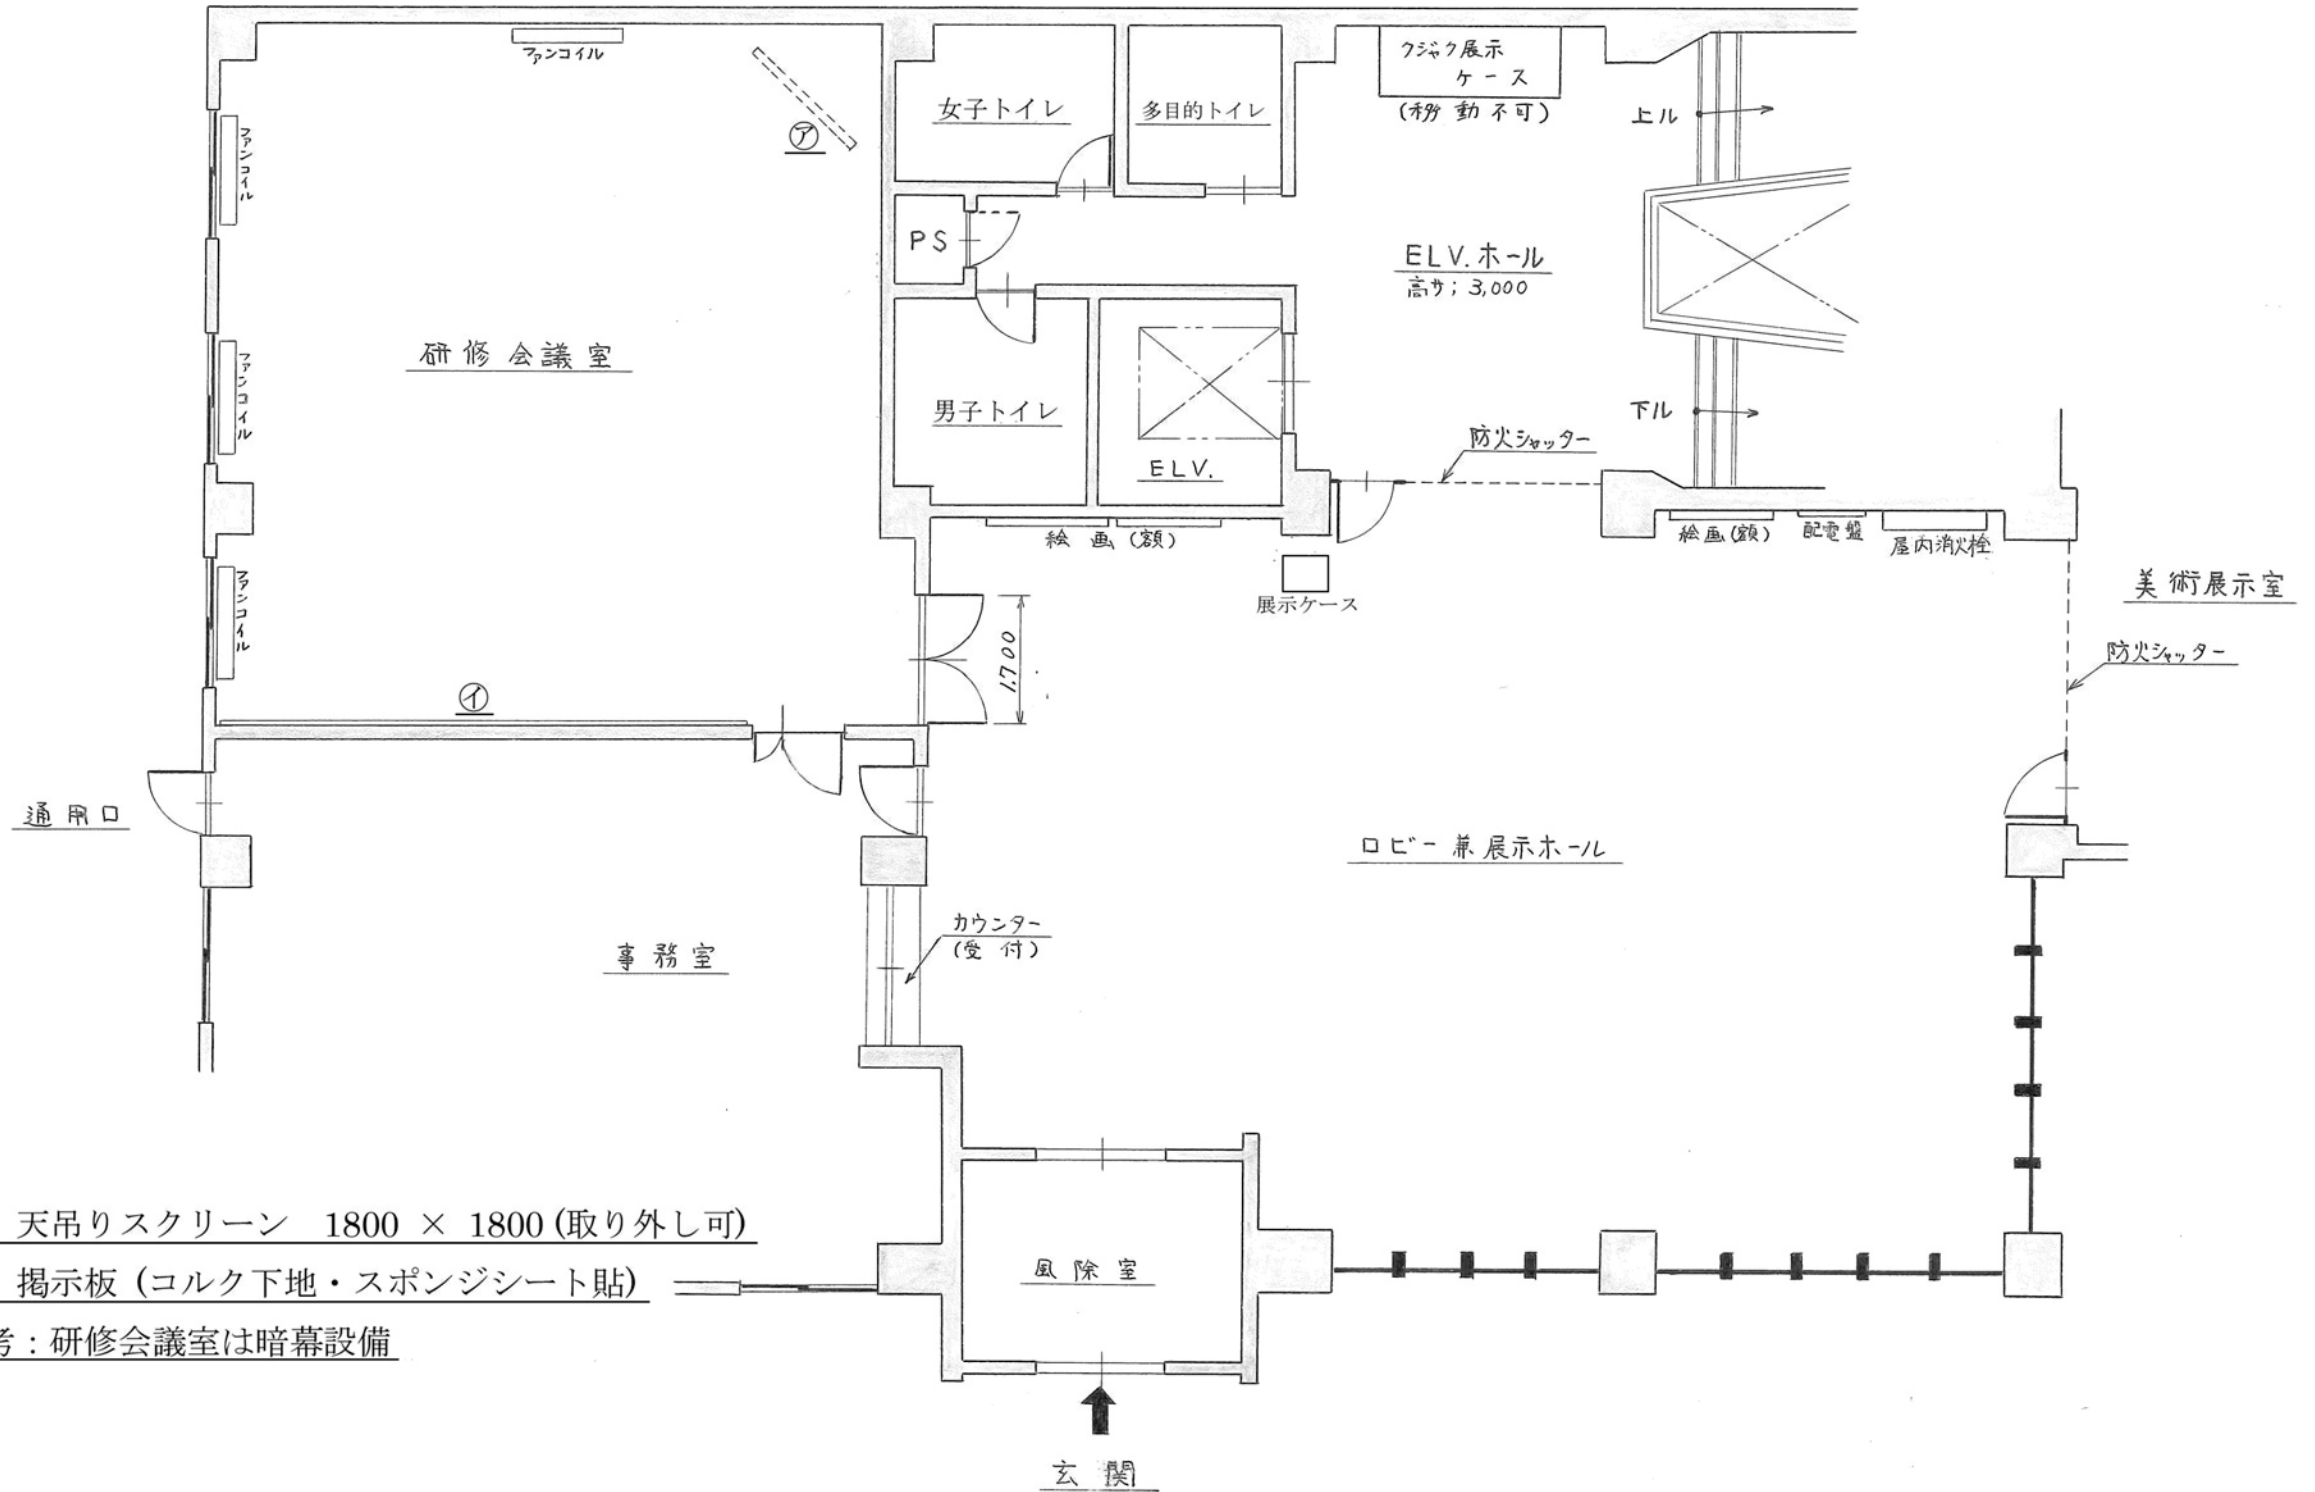 ファンコイル
クジャク展示
ケース
(移動不可)
女子トイレ
多目的トイレ
㋐
上ル
ファンコイル
PS
ELV.ホール
高サ; 3,000
研修会議室
ファンコイル
男子トイレ
下ル
防火シャッター
ELV.
絵画(額)
絵画(額)
配電盤
屋内消火栓
展示ケース
美術展示室
ファンコイル
1,700
防火シャッター
㋑
通用口
ロビー兼展示ホール
カウンター
(受付)
事務室
天吊りスクリーン 1800 × 1800 (取り外し可)
掲示板 (コルク下地・スポンジシート貼)
風除室
考：研修会議室は暗幕設備
玄関